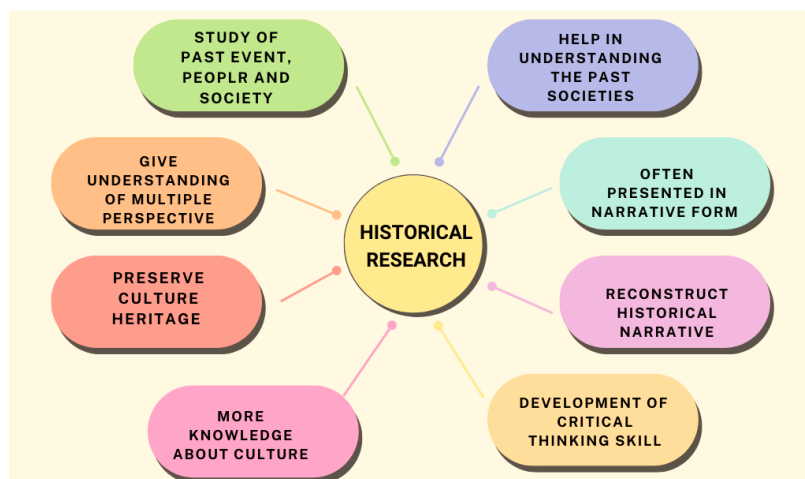 STUDY OF
PAST EVENT,
PEOPLR AND
SOCIETY
HELP IN
UNDERSTANDING
THE PAST
SOCIETIES
GIVE
UNDERSTANDING
OF MULTIPLE
PERSPECTIVE
OFTEN
PRESENTED IN
NARRATIVE FORM
HISTORICAL
RESEARCH
PRESERVE
CULTURE
HERITAGE
RECONSTRUCT
HISTORICAL
NARRATIVE
MORE
KNOWLEDGE
ABOUT CULTURE
DEVELOPMENT OF
CRITICAL
THINKING SKILL